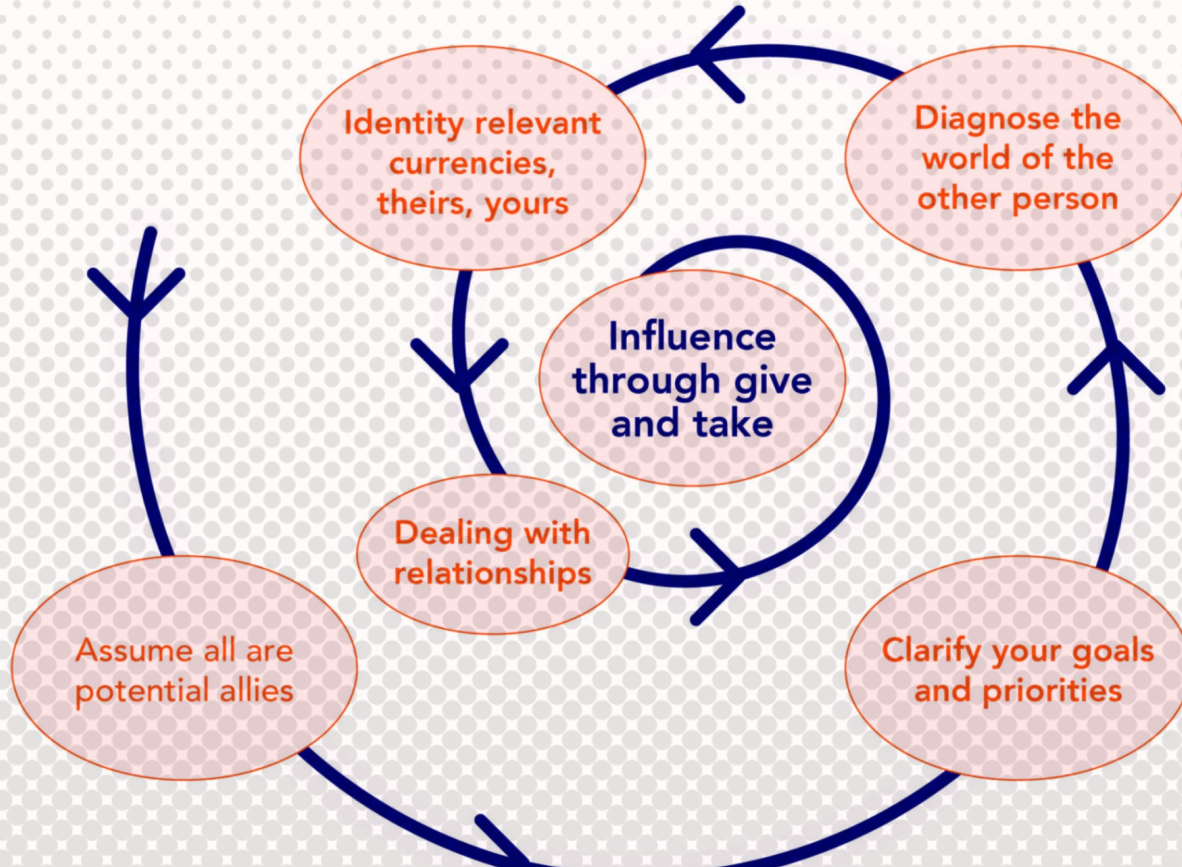 Identity relevant
currencies,
theirs, yours
Diagnose the
world of the
other person
Influence
through give
and take
Dealing with
relationships
Assume all are
potential allies
Clarify your goals
and priorities